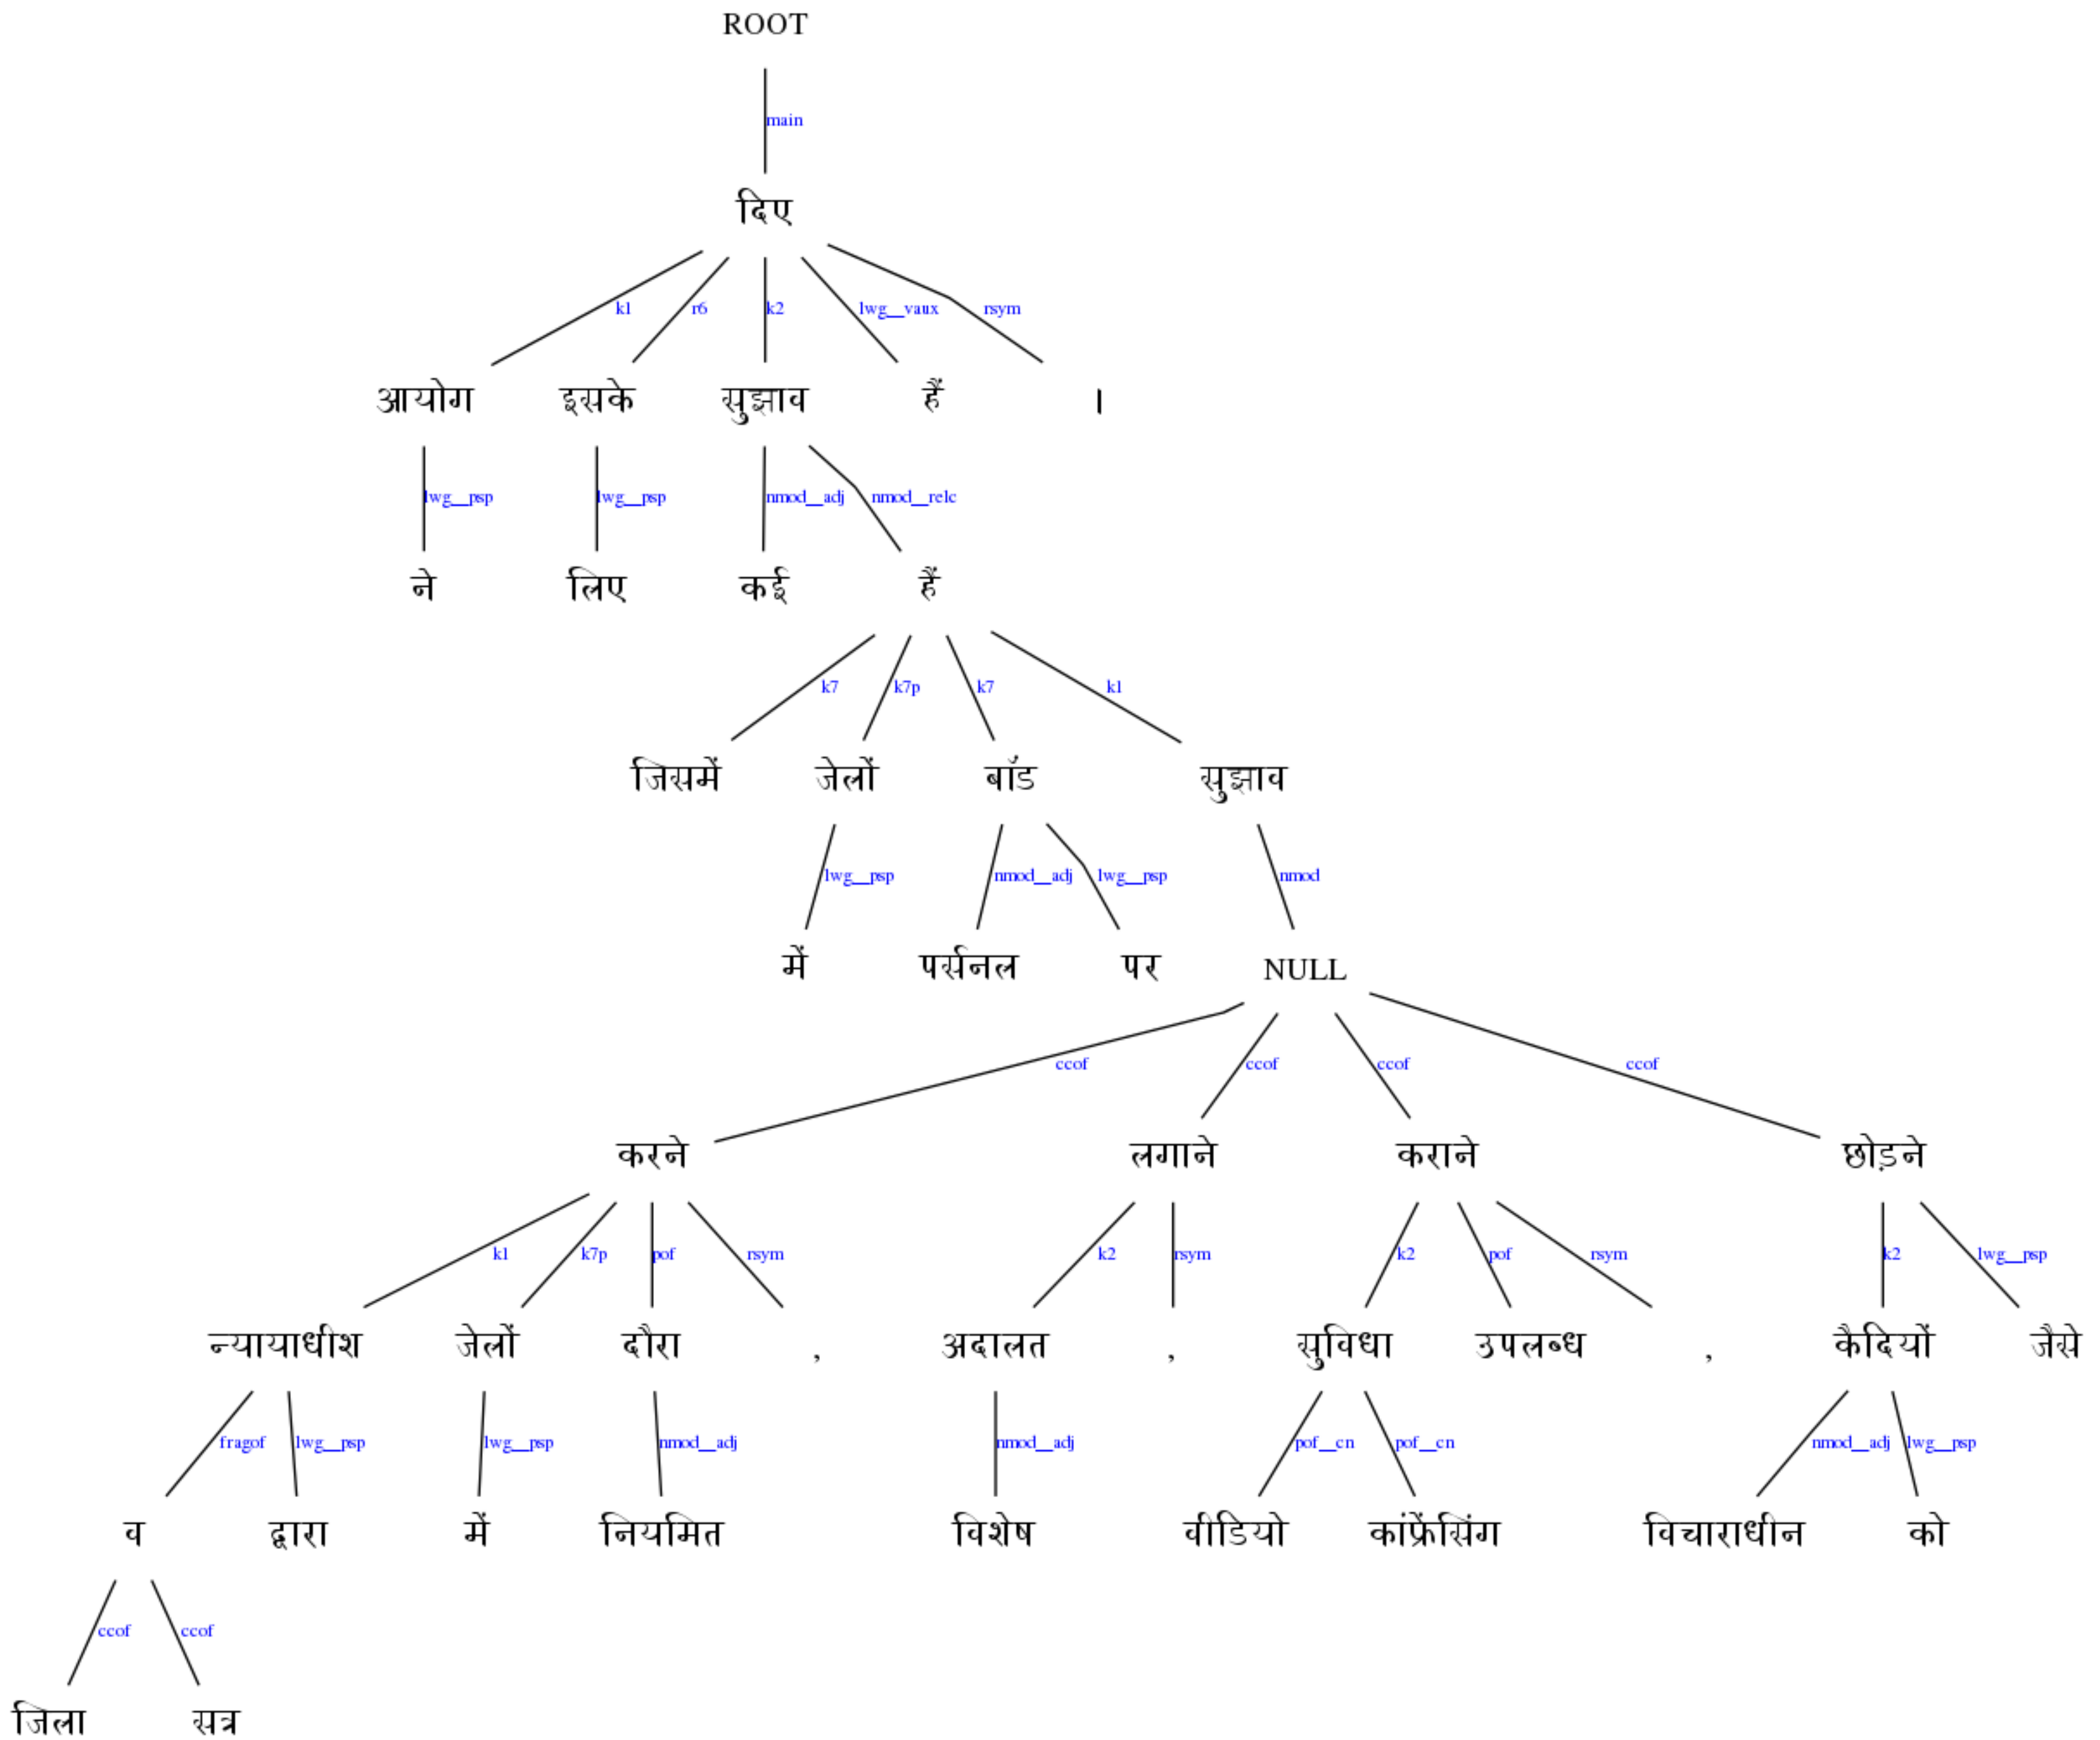 ROOT
main
दिए
k1 r6 k2 lwg__vaux rsym
आयोग इसके सुझाव हैं ।
lwg__psp lwg__psp nmod__adj nmod__relc
ने लिए कई हैं
k7 k7p k7 k1
जिसमें जेलों बॉड सुझाव
lwg__psp nmod__adj lwg__psp nmod
में पर्सनल पर NULL
ccof ccof ccof ccof
करने लगाने कराने छोड़ने
k1 k7p pof rsym k2 rsym k2 pof rsym k2 lwg__psp
न्यायाधीश जेलों दौरा , अदालत , सुविधा उपलब्ध , कैदियों जैसे
fragof lwg__psp lwg__psp nmod__adj nmod__adj pof__cn pof__cn nmod__adj lwg__psp
व द्वारा में नियमित विशेष वीडियो कांफ्रेंसिंग विचाराधीन को
ccof ccof
जिला सत्र